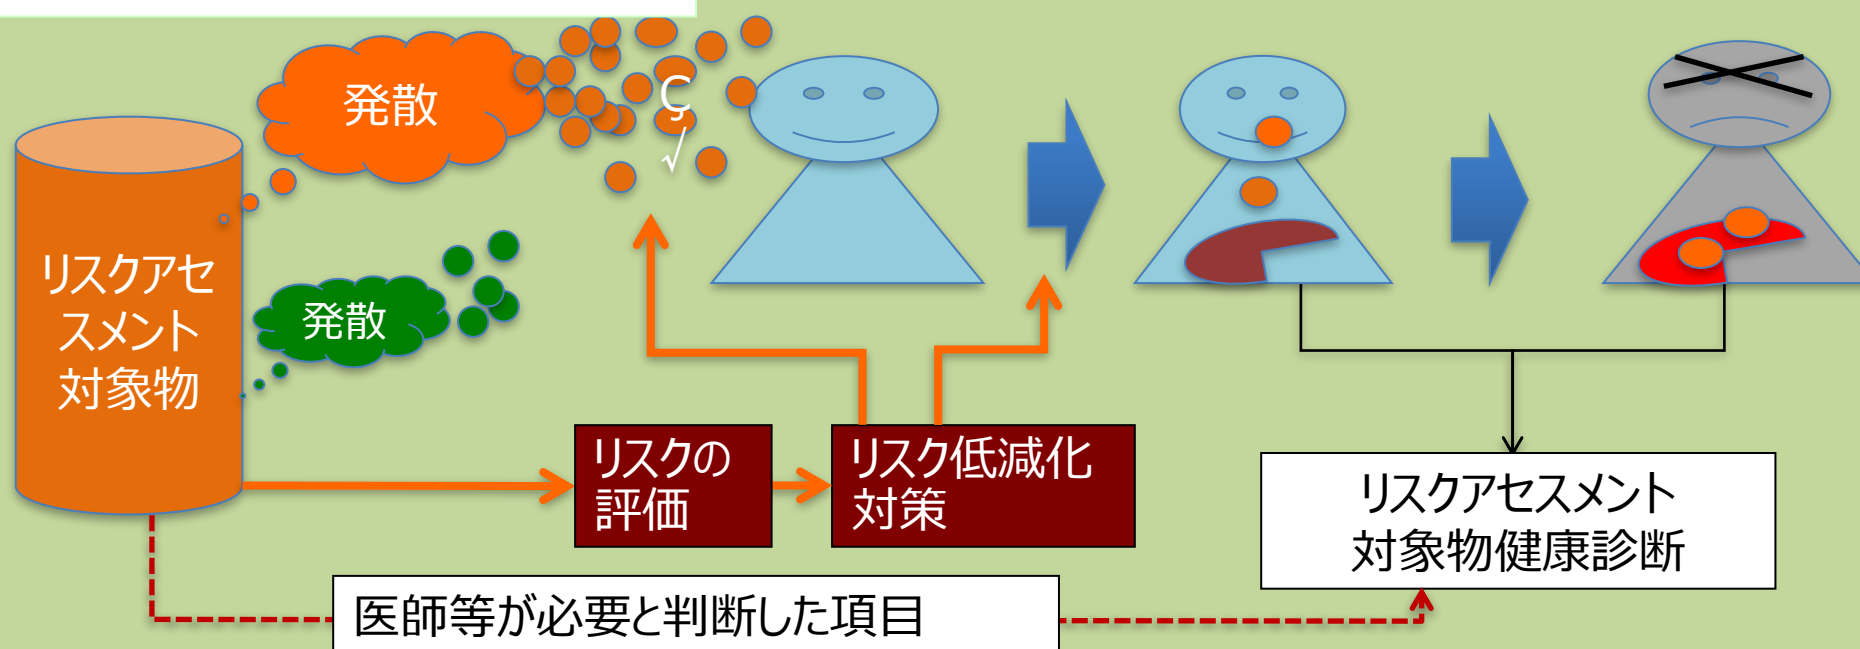 発散
Ç
√
リスクアセ
スメント
対象物
発散
リスクの
評価
リスク低減化
対策
リスクアセスメント
対象物健康診断
医師等が必要と判断した項目